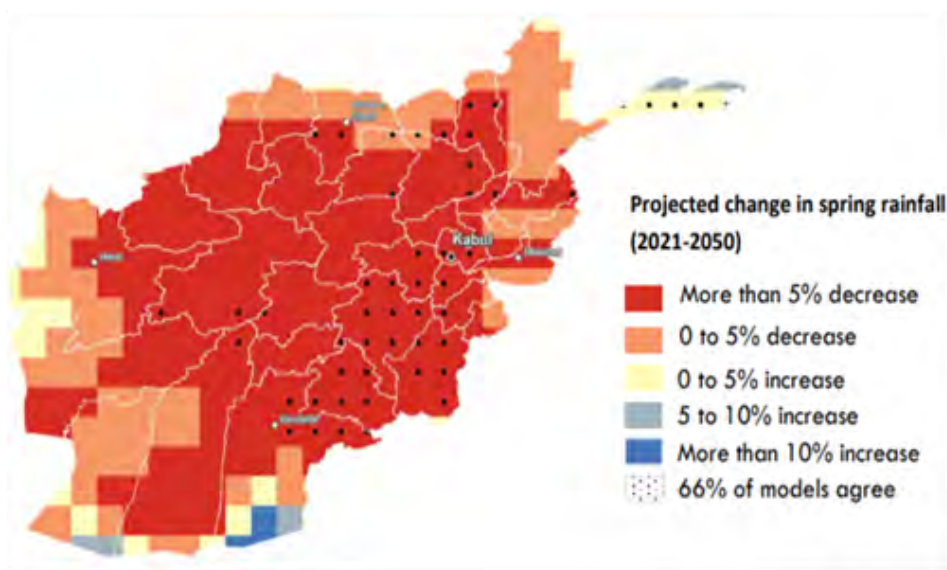 Kabul
Projected change in spring rainfall
(2021-2050)
More than 5% decrease
0 to 5% decrease
0 to 5% increase
5 to 10% increase
More than 10% increase
66% of models agree